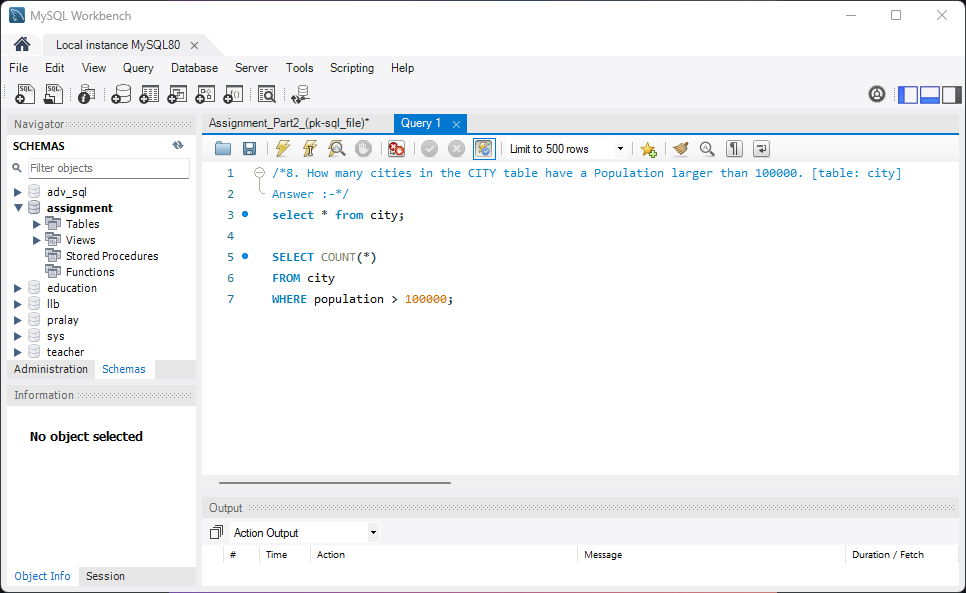 MySQL Workbench
Local instance MySQL80
File Edit View Query Database Server Tools Scripting Help
SQL SQL
Navigator
SCHEMAS
Filter objects
adv_sql
assignment
Tables
Views
Stored Procedures
Functions
education
llb
pralay
sys
teacher
Administration Schemas
Information
No object selected
Object Info Session
Assignment_Part2_(pk-sql_file)* Query 1
Limit to 500 rows
1 /*8. How many cities in the CITY table have a Population larger than 100000. [table: city]
2 Answer :-*/
3 select * from city;
4
5 SELECT COUNT(*)
6 FROM city
7 WHERE population > 100000;
Output
Action Output
# Time Action Message Duration / Fetch